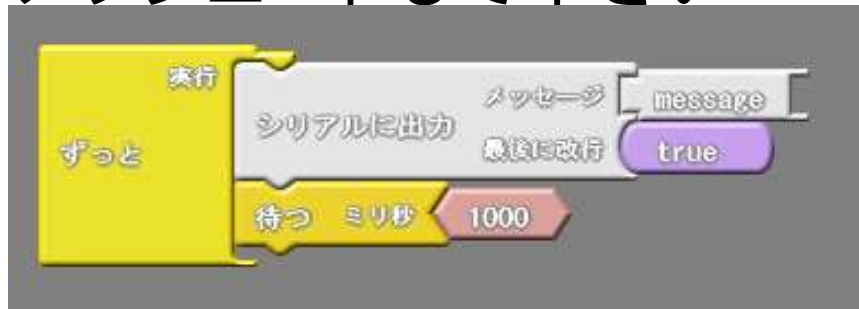 実行
ずっと
シリアルに出力
メッセージ
message
最後に改行
true
待つ ミリ秒
1000